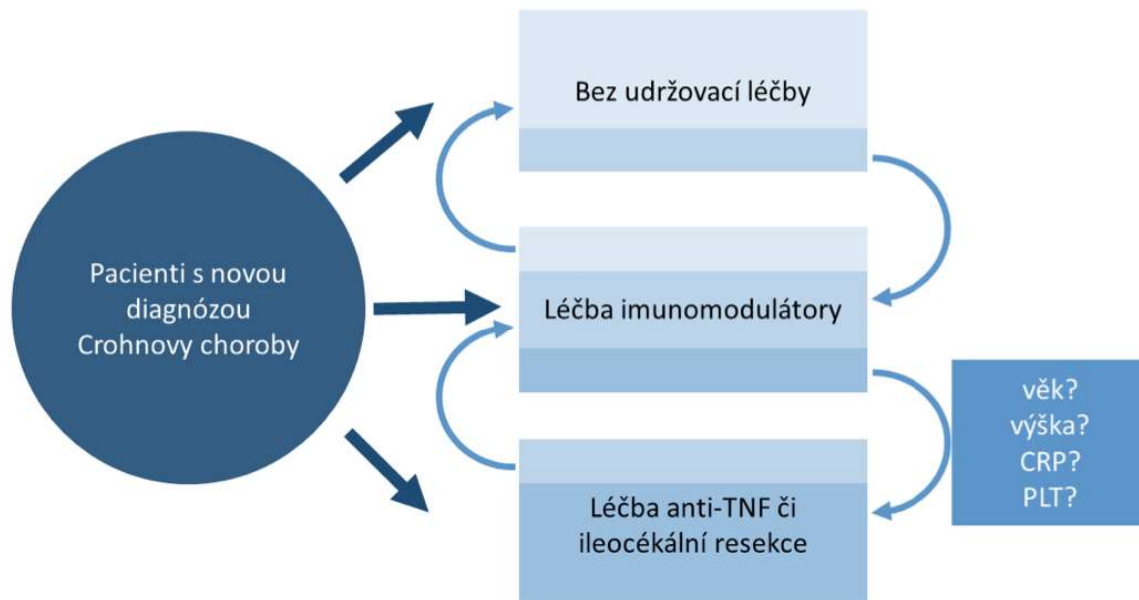 Bez udržovací léčby
Pacienti s novou
diagnózou
Crohnovy choroby
Léčba imunomodulátory
věk?
výška?
CRP?
PLT?
Léčba anti-TNF či
ileocékální resekce